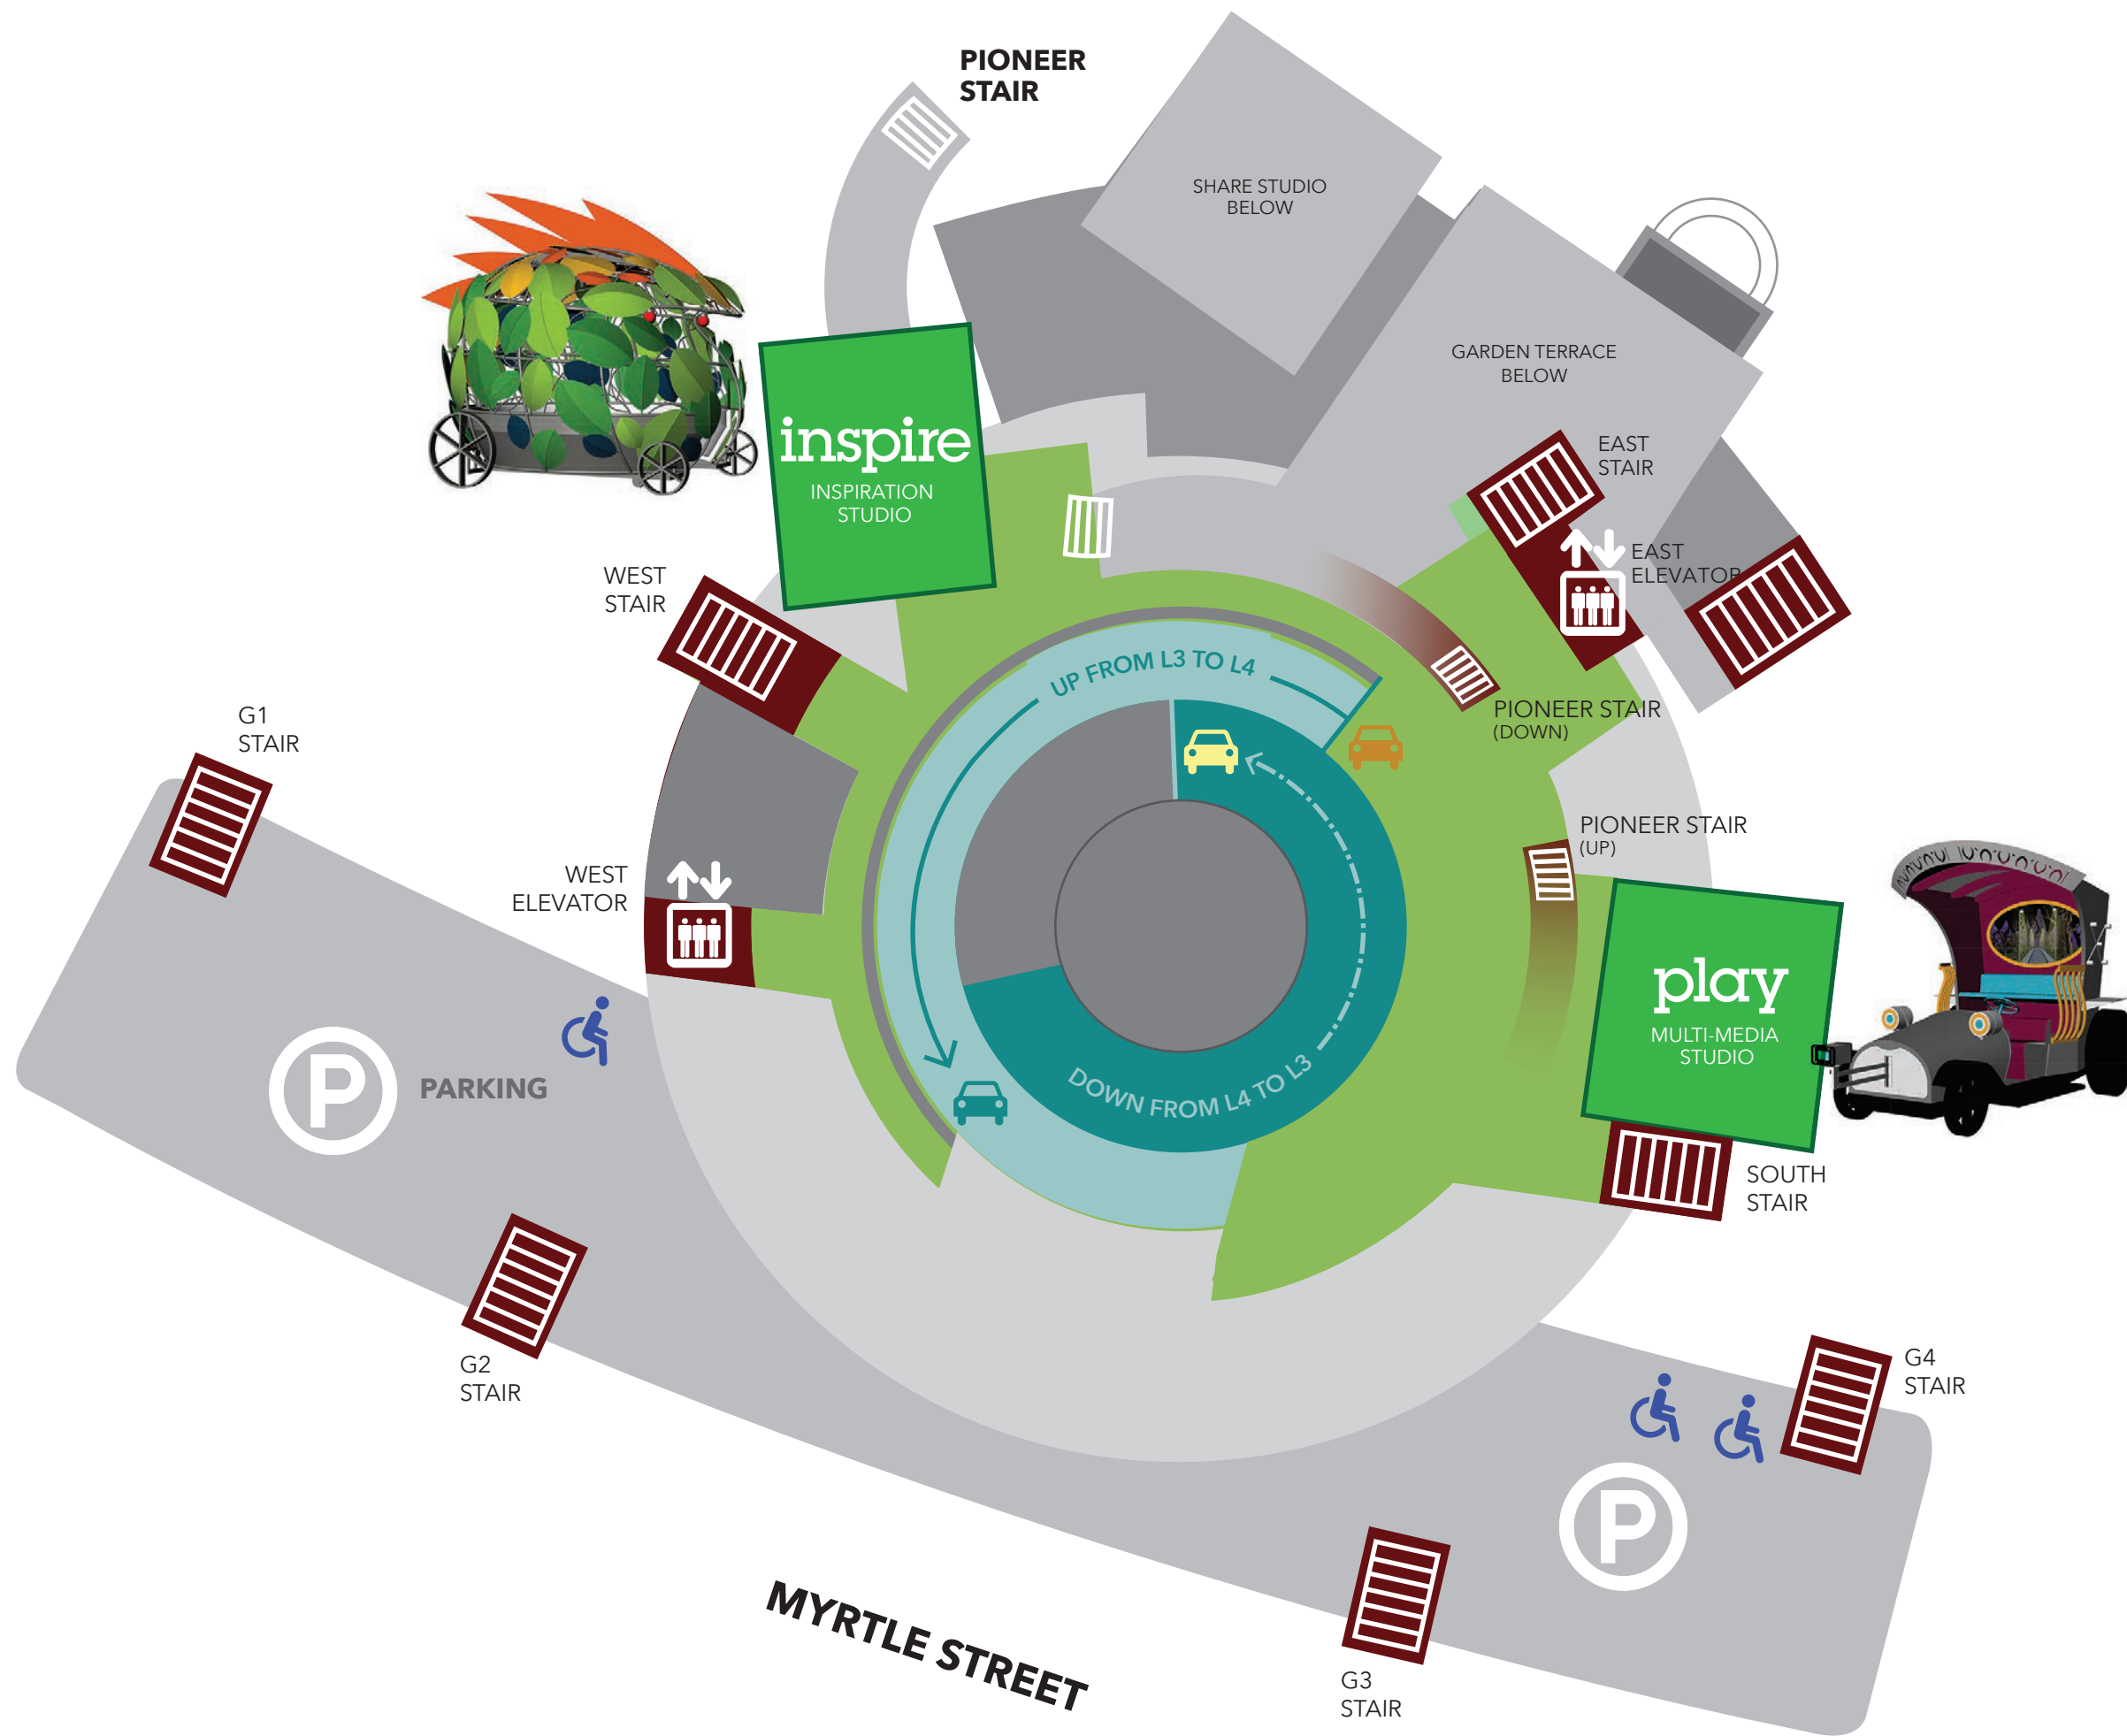 PIONEER
STAIR
SHARE STUDIO
BELOW
GARDEN TERRACE
BELOW
inspire
INSPIRATION
STUDIO
EAST
STAIR
EAST
ELEVATOR
WEST
STAIR
UP FROM L3 TO L4
PIONEER STAIR
(DOWN)
G1
STAIR
PIONEER STAIR
(UP)
WEST
ELEVATOR
play
MULTI-MEDIA
STUDIO
P
PARKING
DOWN FROM L4 TO L3
SOUTH
STAIR
G2
STAIR
G4
STAIR
P
MYRTLE STREET
G3
STAIR